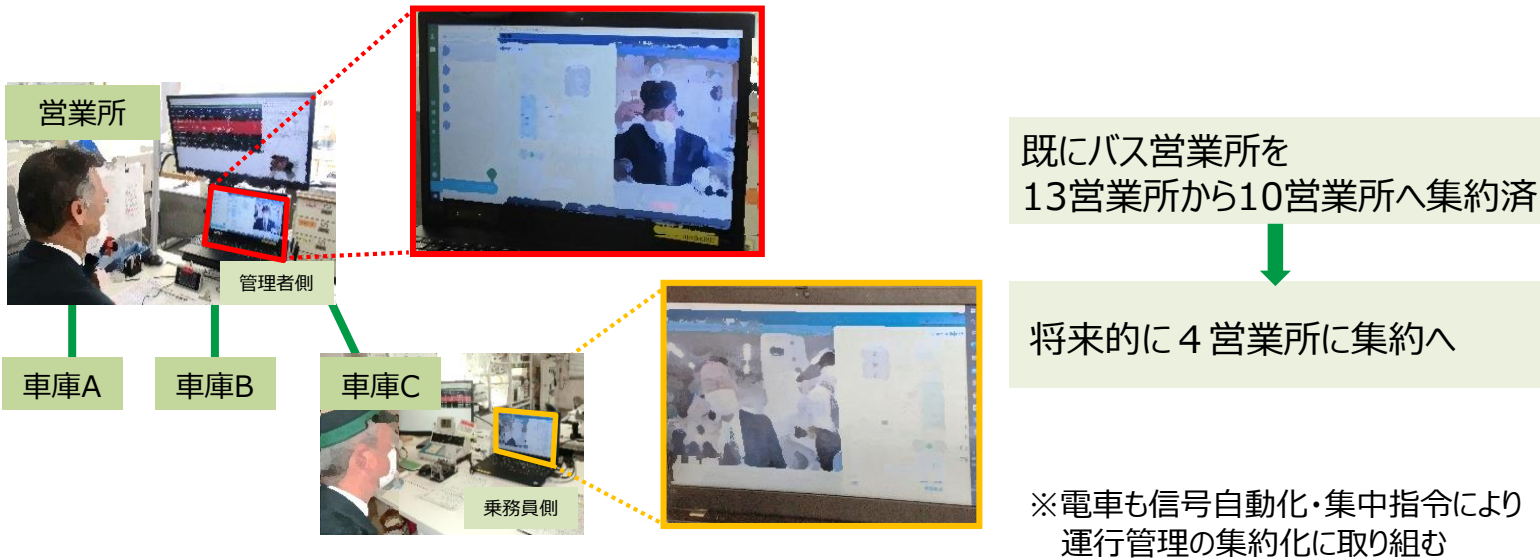 営業所
管理者側
車庫A
車庫B
車庫C
乗務員側
既にバス営業所を
13営業所から10営業所へ集約済
将来的に４営業所に集約へ
※電車も信号自動化・集中指令により
運行管理の集約化に取り組む